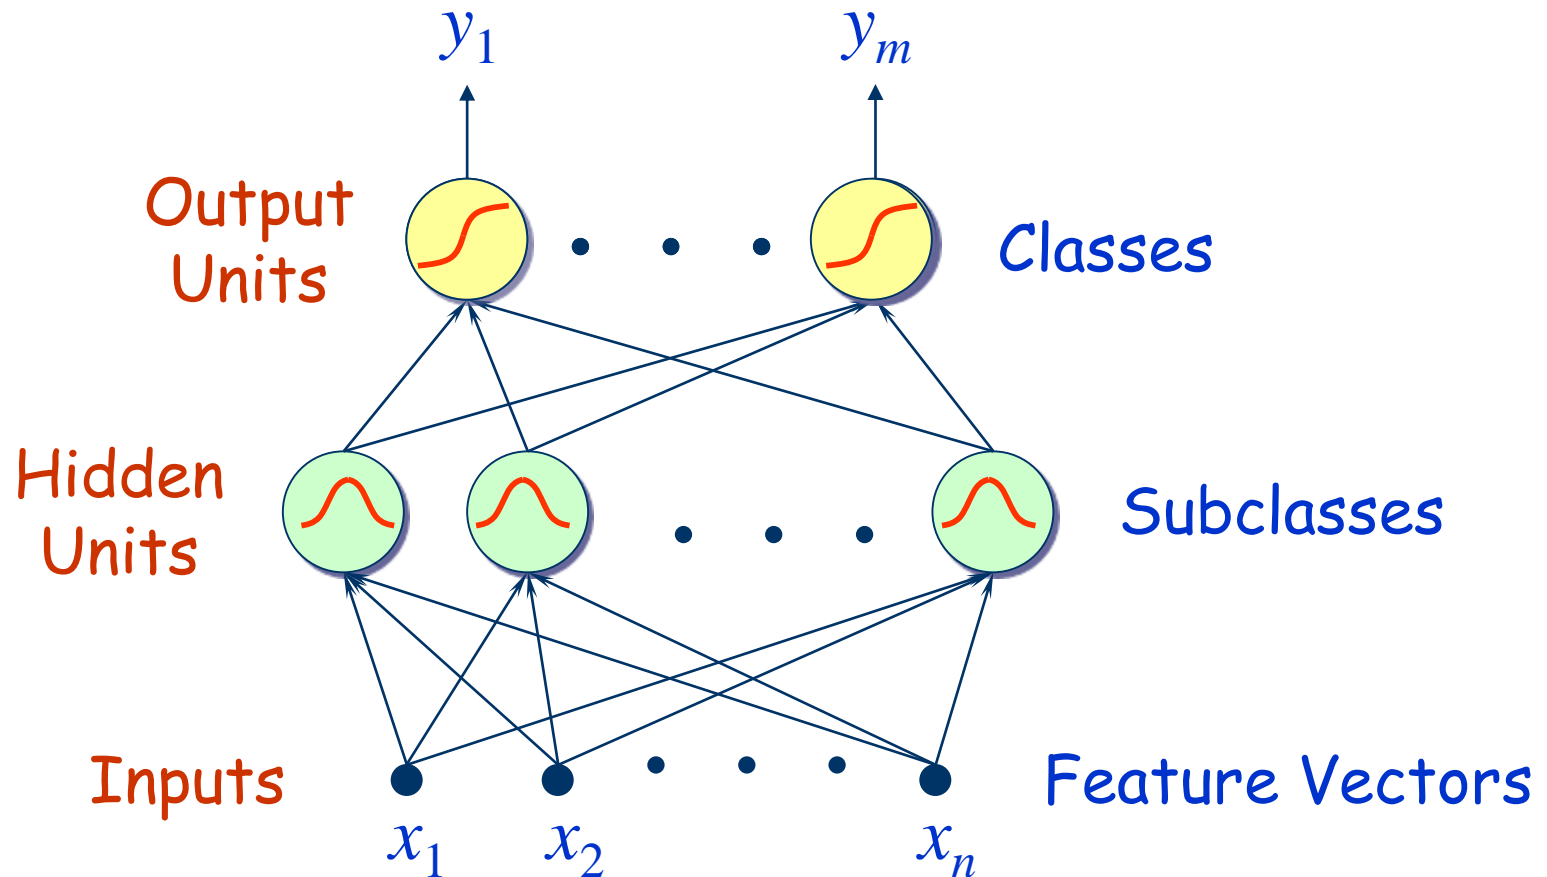 y₁ yₘ
Output
Units
Classes
Hidden
Units
Subclasses
Inputs
Feature Vectors
x₁ x₂ xₙ